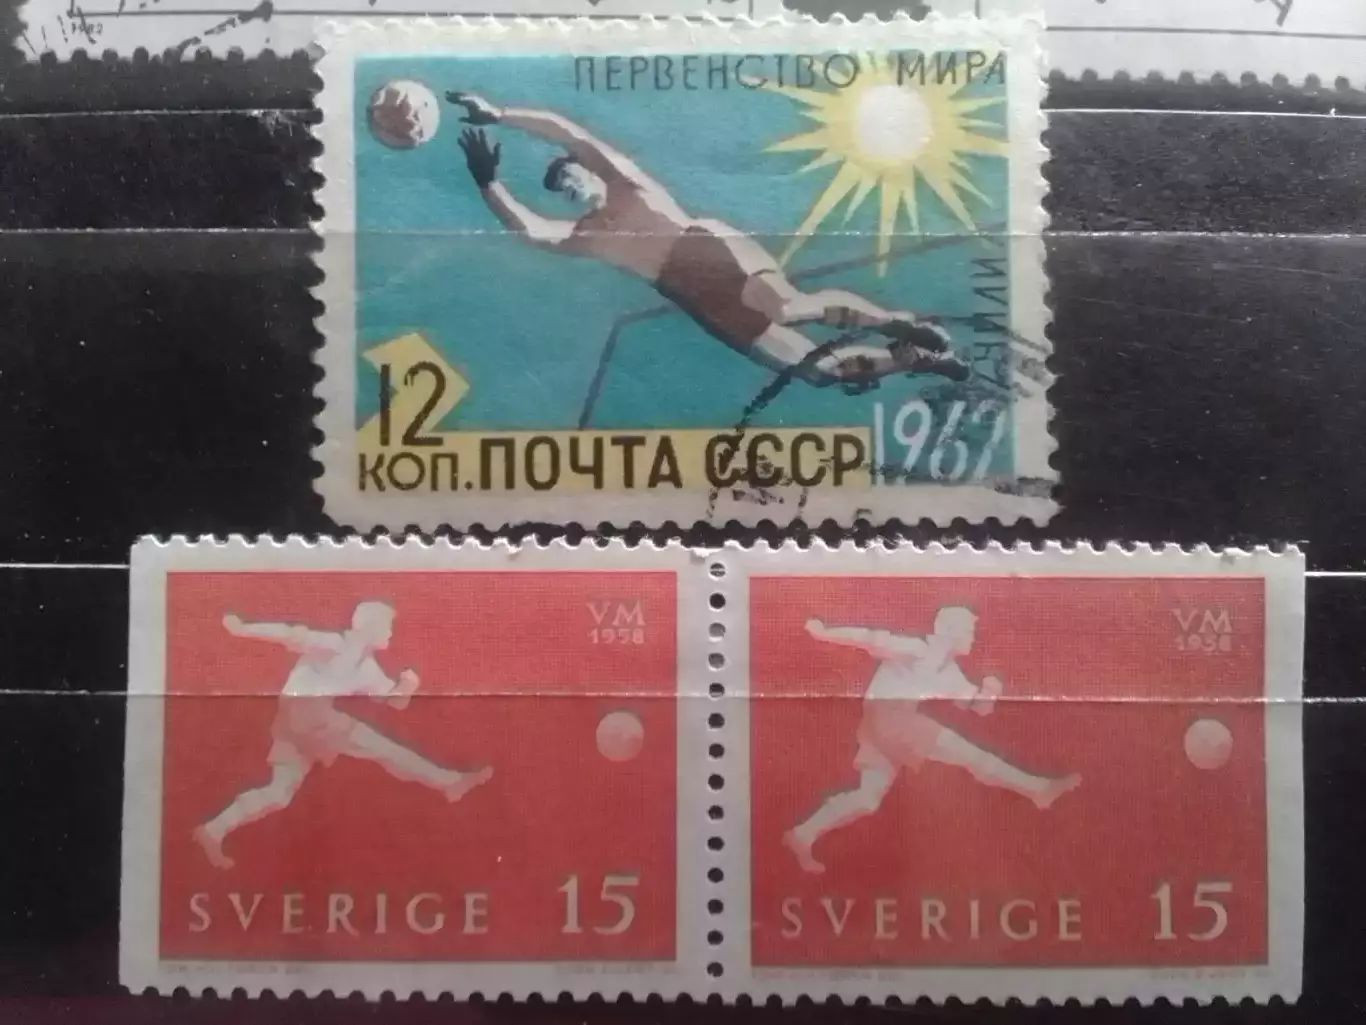 ПЕРВЕНСТВО МИРА
ЧИЛИ
12
КОП. ПОЧТА СССР
1962
VM
1958
SVERIGE 15
VM
1958
SVERIGE 15